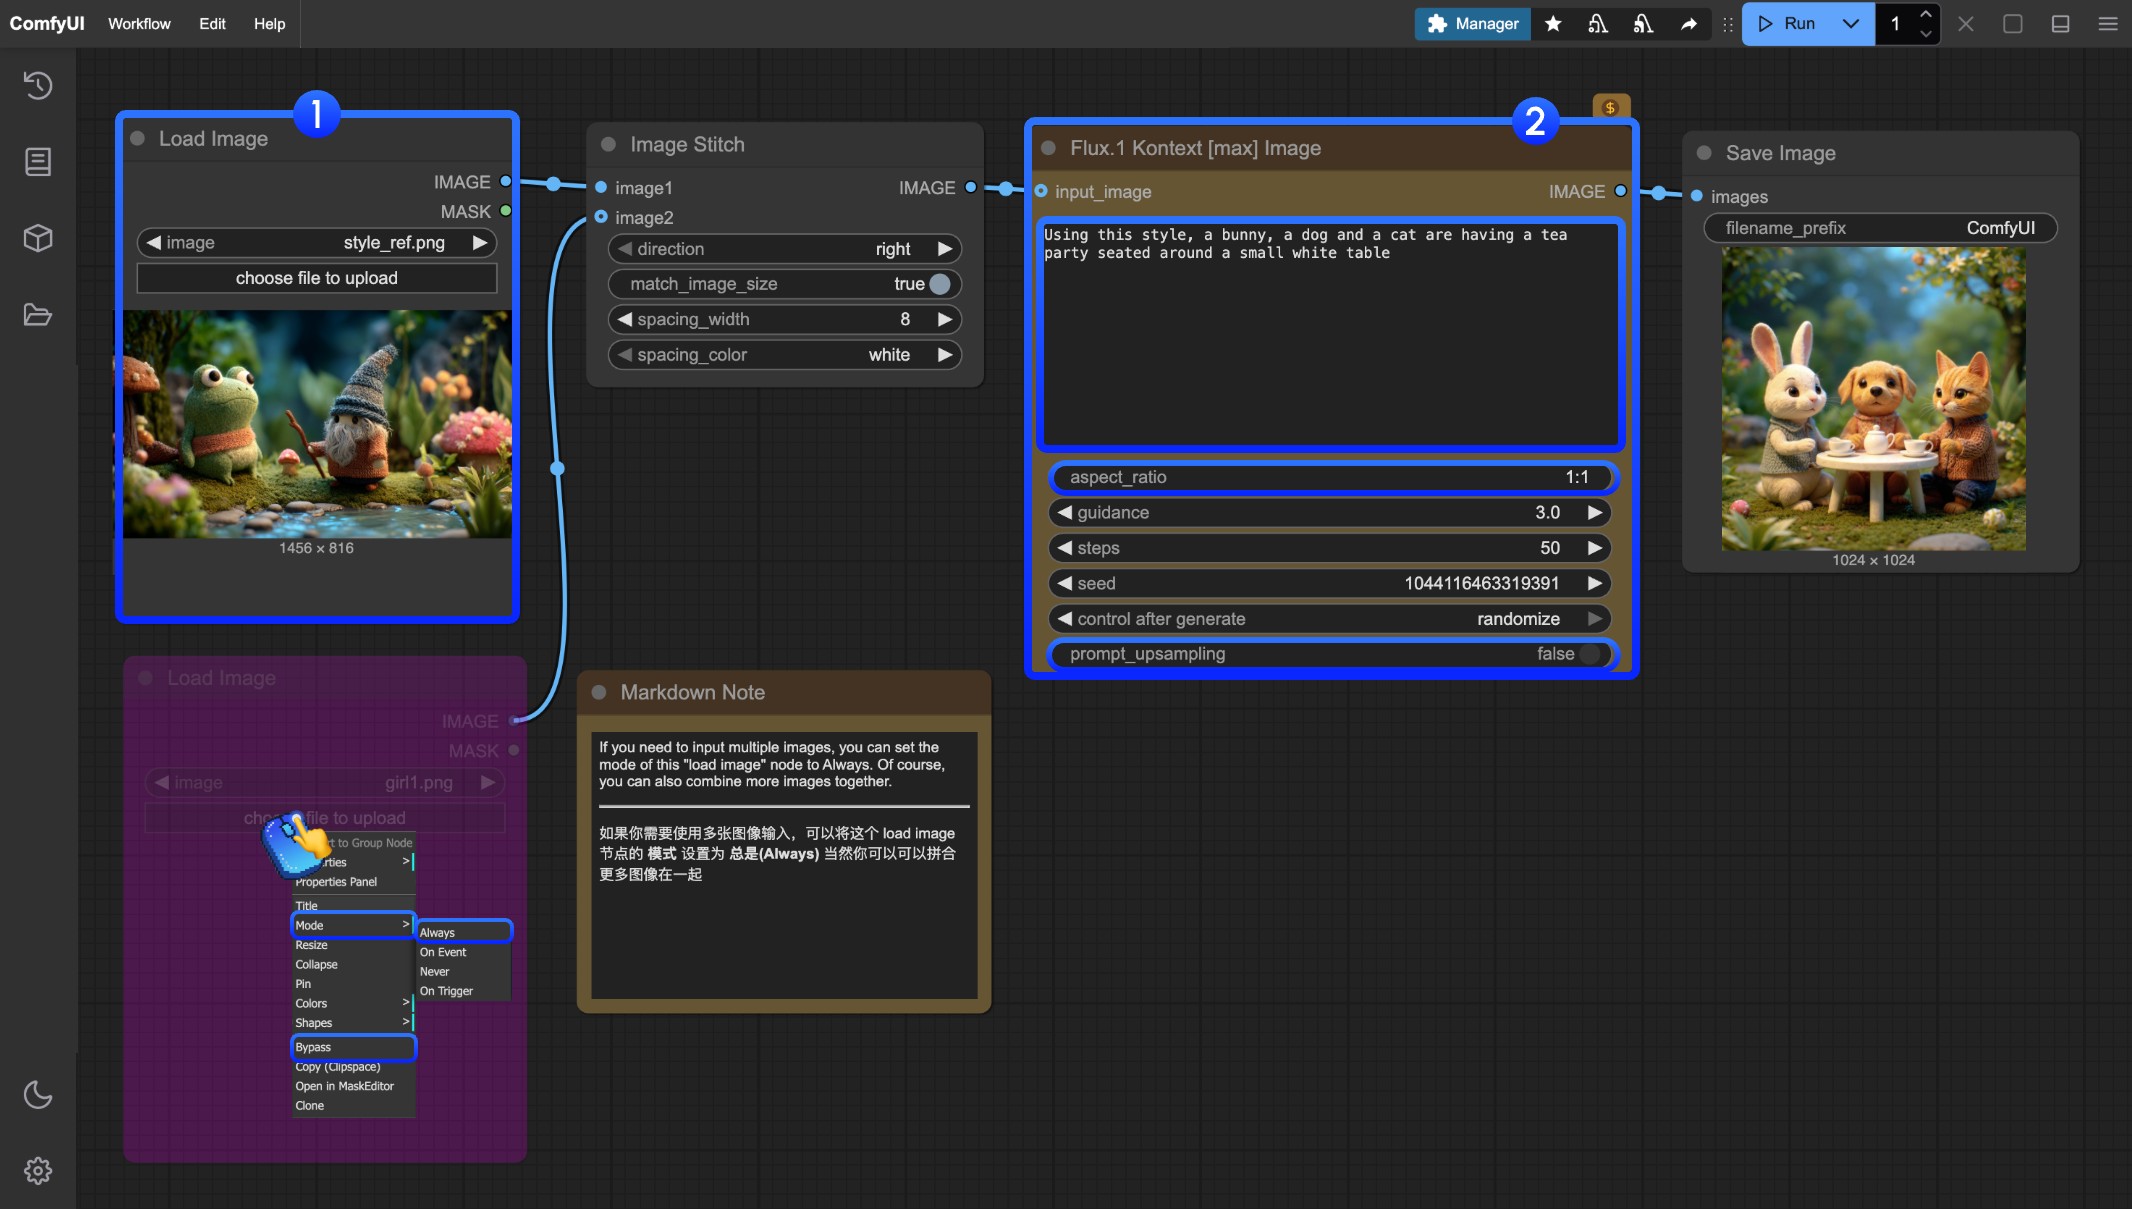 ComfyUI
Workflow
Edit
Help
Manager
Run
1
1
Load Image
IMAGE
MASK
image style_ref.png
choose file to upload
1456 × 816
Image Stitch
image1 IMAGE
image2
direction right
match_image_size true
spacing_width 8
spacing_color white
2
$
Flux.1 Kontext [max] Image
input_image IMAGE
Using this style, a bunny, a dog and a cat are having a tea
party seated around a small white table
aspect_ratio 1:1
guidance 3.0
steps 50
seed 1044116463319391
control after generate randomize
prompt_upsampling false
Save Image
images
filename_prefix ComfyUI
1024 × 1024
Load Image
IMAGE
MASK
image girl1.png
file to upload
to Group Node
Properties Panel
Title
Mode >
Resize
Collapse
Pin
Colors >
Shapes >
Bypass
Copy (Clipspace)
Open in MaskEditor
Clone
Always
On Event
Never
On Trigger
Markdown Note
If you need to input multiple images, you can set the
mode of this "load image" node to Always. Of course,
you can also combine more images together.
如果你需要使用多张图像输入，可以将这个 load image
节点的 模式 设置为 总是(Always) 当然你可以可以拼合
更多图像在一起